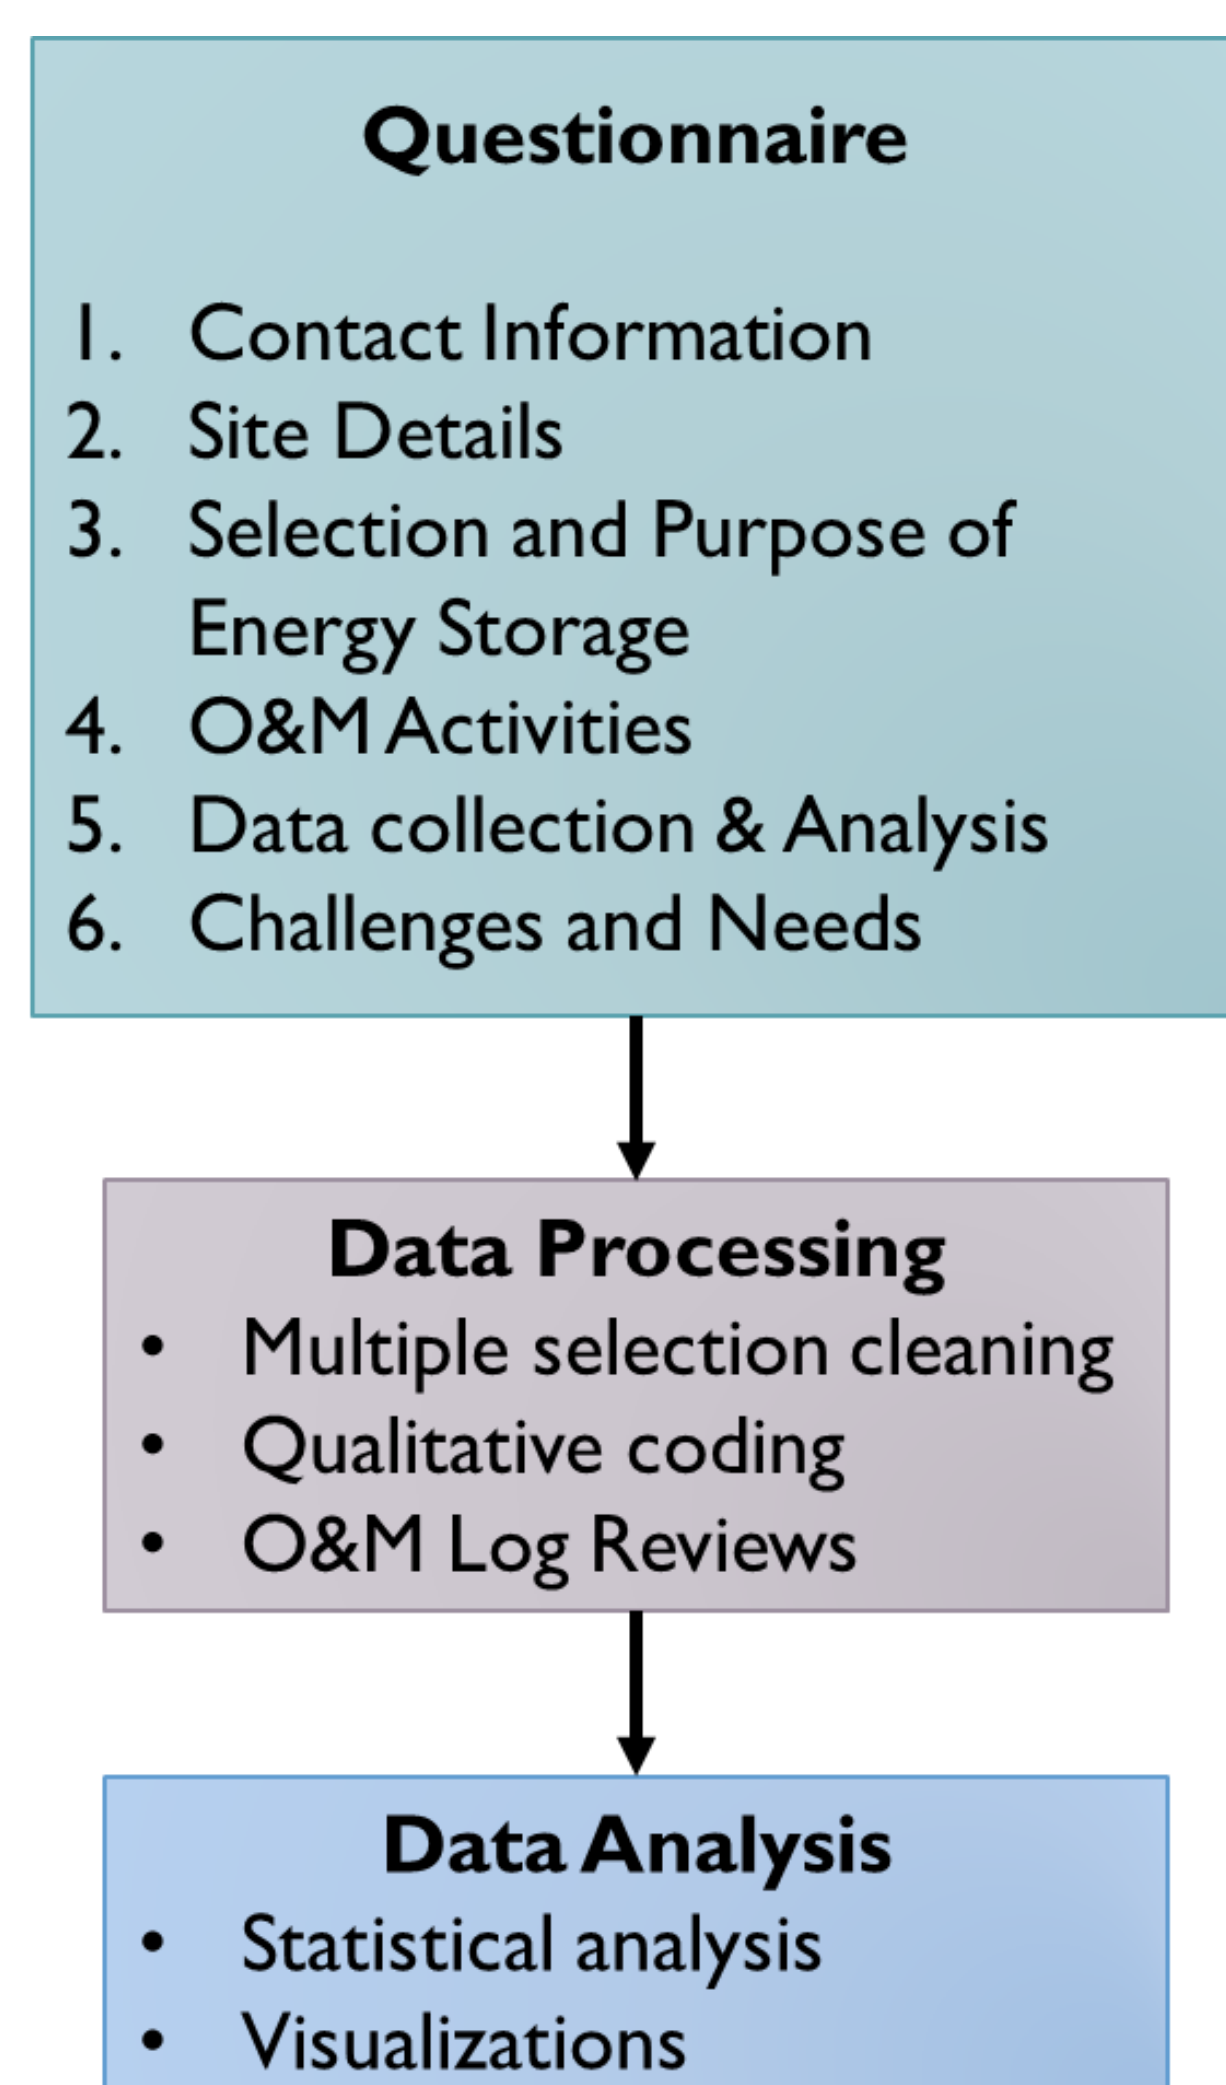 Questionnaire
1. Contact Information
2. Site Details
3. Selection and Purpose of
Energy Storage
4. O&M Activities
5. Data collection & Analysis
6. Challenges and Needs
Data Processing
• Multiple selection cleaning
• Qualitative coding
• O&M Log Reviews
Data Analysis
• Statistical analysis
• Visualizations